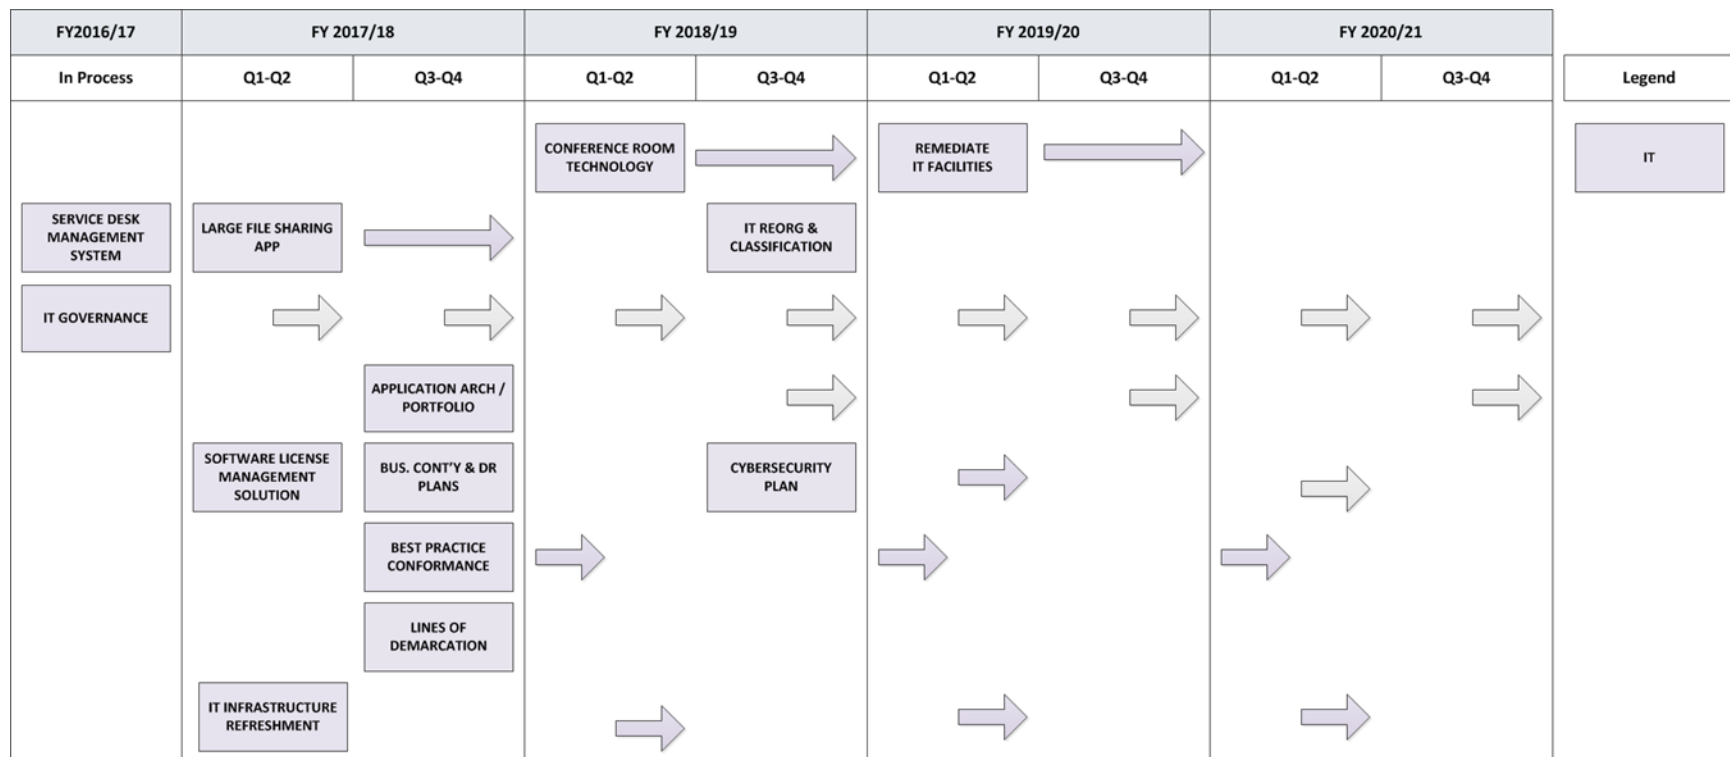 FY2016/17
FY 2017/18
FY 2018/19
FY 2019/20
FY 2020/21
In Process
Q1-Q2
Q3-Q4
Q1-Q2
Q3-Q4
Q1-Q2
Q3-Q4
Q1-Q2
Q3-Q4
Legend
CONFERENCE ROOM
TECHNOLOGY
REMEDIATE
IT FACILITIES
IT
SERVICE DESK
MANAGEMENT
SYSTEM
LARGE FILE SHARING
APP
IT REORG &
CLASSIFICATION
IT GOVERNANCE
APPLICATION ARCH /
PORTFOLIO
SOFTWARE LICENSE
MANAGEMENT
SOLUTION
BUS. CONT'Y & DR
PLANS
CYBERSECURITY
PLAN
BEST PRACTICE
CONFORMANCE
LINES OF
DEMARCATION
IT INFRASTRUCTURE
REFRESHMENT